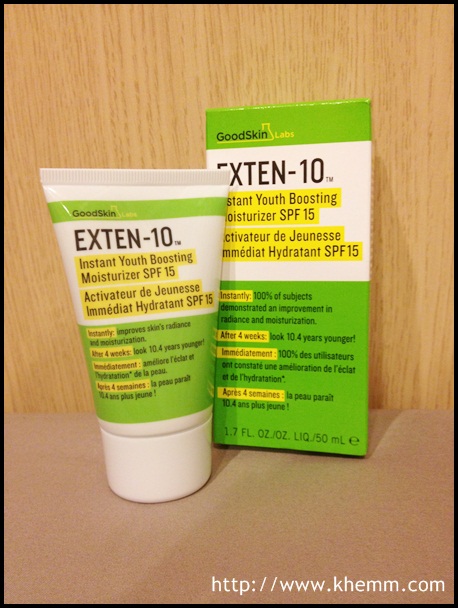 GoodSkin Labs
EXTEN-10™
Instant Youth Boosting
Moisturizer SPF 15
Activateur de Jeunesse
Immédiat Hydratant SPF 15
Instantly: improves skin's radiance
and moisturization.
After 4 weeks: look 10.4 years younger!
Immédiatement : améliore l'éclat et
l'hydratation* de la peau.
Après 4 semaines : la peau paraît
10.4 ans plus jeune !
GoodSkin Labs
EXTEN-10™
Instant Youth Boosting
Moisturizer SPF 15
Activateur de Jeunesse
Immédiat Hydratant SPF 15
Instantly: 100% of subjects
demonstrated an improvement in
radiance and moisturization.
After 4 weeks: look 10.4 years younger!
Immédiatement : 100% des utilisateurs
ont constaté une amélioration de l'éclat
et de l'hydratation*.
Après 4 semaines : la peau paraît
10.4 ans plus jeune !
1.7 FL. OZ./OZ. LIQ./50 mL ℮
http://www.khemm.com